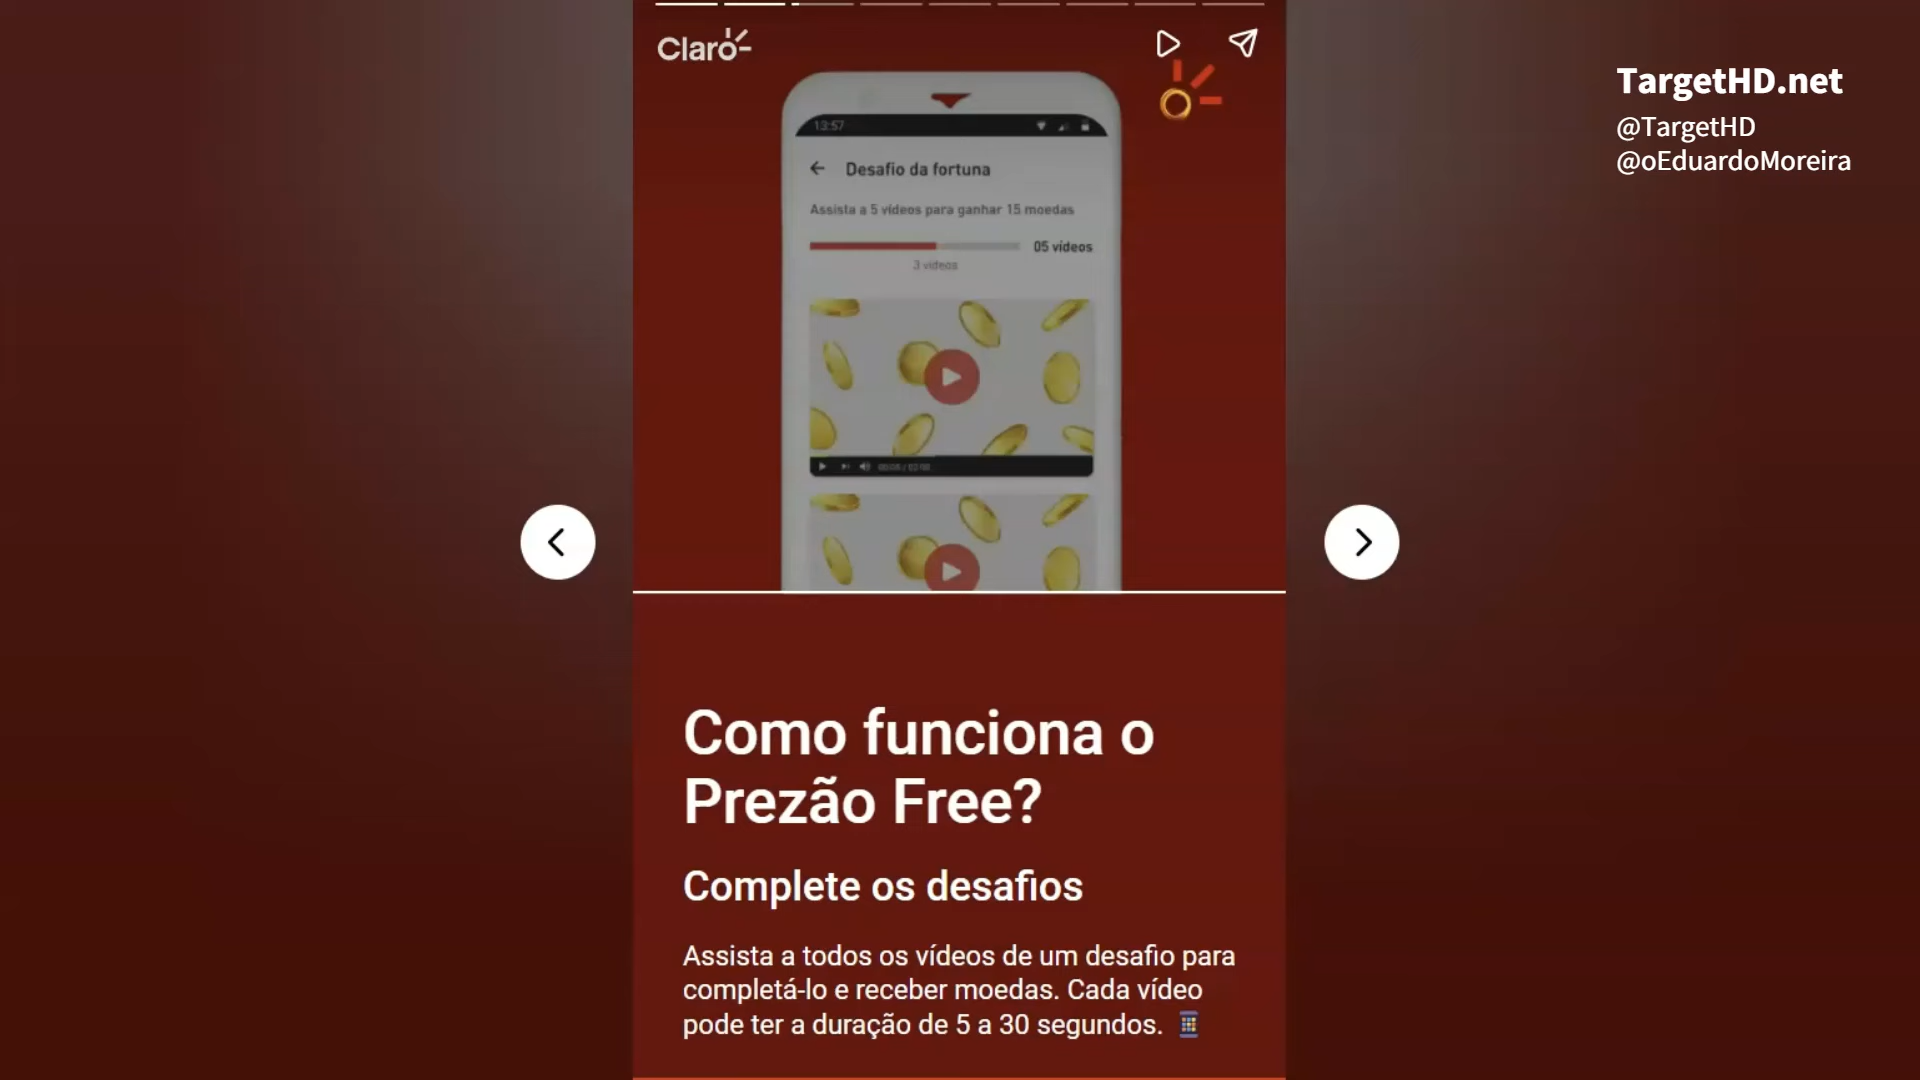 Claro
TargetHD.net
@TargetHD
@oEduardoMoreira
13:57
Desafio da fortuna
Assista a 5 vídeos para ganhar 15 moedas
05 vídeos
3 vídeos
Como funciona o
Prezão Free?
Complete os desafios
Assista a todos os vídeos de um desafio para
completá-lo e receber moedas. Cada vídeo
pode ter a duração de 5 a 30 segundos.